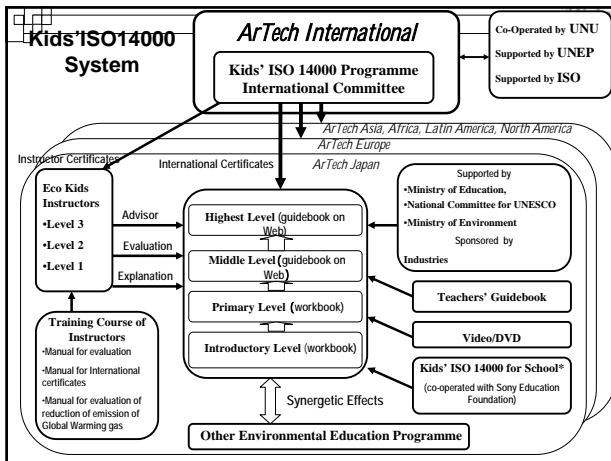 Kids'ISO14000
System
ArTech International
Kids' ISO 14000 Programme
International Committee
Co-Operated by UNU
Supported by UNEP
Supported by ISO
ArTech Asia, Africa, Latin America, North America
ArTech Europe
ArTech Japan
Instructor Certificates
International Certificates
Eco Kids
Instructors
•Level 3
•Level 2
•Level 1
Advisor
Evaluation
Explanation
Highest Level (guidebook on
Web)
Middle Level (guidebook on
Web)
Primary Level (workbook)
Introductory Level (workbook)
Supported by
•Ministry of Education,
•National Committee for UNESCO
•Ministry of Environment
Sponsored by
Industries
Teachers' Guidebook
Video/DVD
Kids' ISO 14000 for School*
(co-operated with Sony Education
Foundation)
Training Course of
Instructors
•Manual for evaluation
•Manual for International
certificates
•Manual for evaluation of
reduction of emission of
Global Warming gas
Synergetic Effects
Other Environmental Education Programme